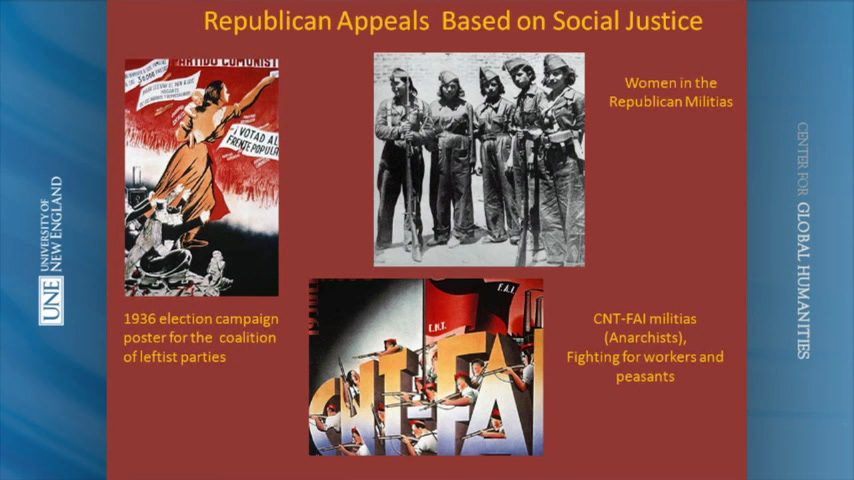 Republican Appeals Based on Social Justice
PARTIDO COMUNIST
¡ VOTAD AL
FRENTE POPULA
Women in the
Republican Militias
1936 election campaign
poster for the coalition
of leftist parties
F.A.I.
C.N.T.
CNT-FAI
CNT-FAI militias
(Anarchists),
Fighting for workers and
peasants
UNE
UNIVERSITY OF
NEW ENGLAND
CENTER FOR GLOBAL HUMANITIES